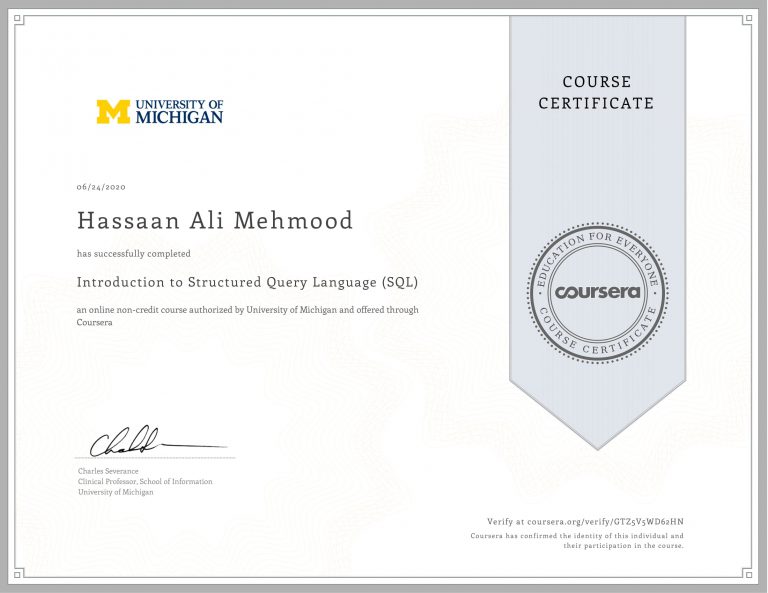 COURSE
CERTIFICATE
M UNIVERSITY OF
MICHIGAN
06/24/2020
Hassaan Ali Mehmood
has successfully completed
Introduction to Structured Query Language (SQL)
an online non-credit course authorized by University of Michigan and offered through
Coursera
EDUCATION FOR EVERYONE
coursera
COURSE CERTIFICATE
Charles Severance
Clinical Professor, School of Information
University of Michigan
Verify at coursera.org/verify/GTZ5V5WD62HN
Coursera has confirmed the identity of this individual and
their participation in the course.